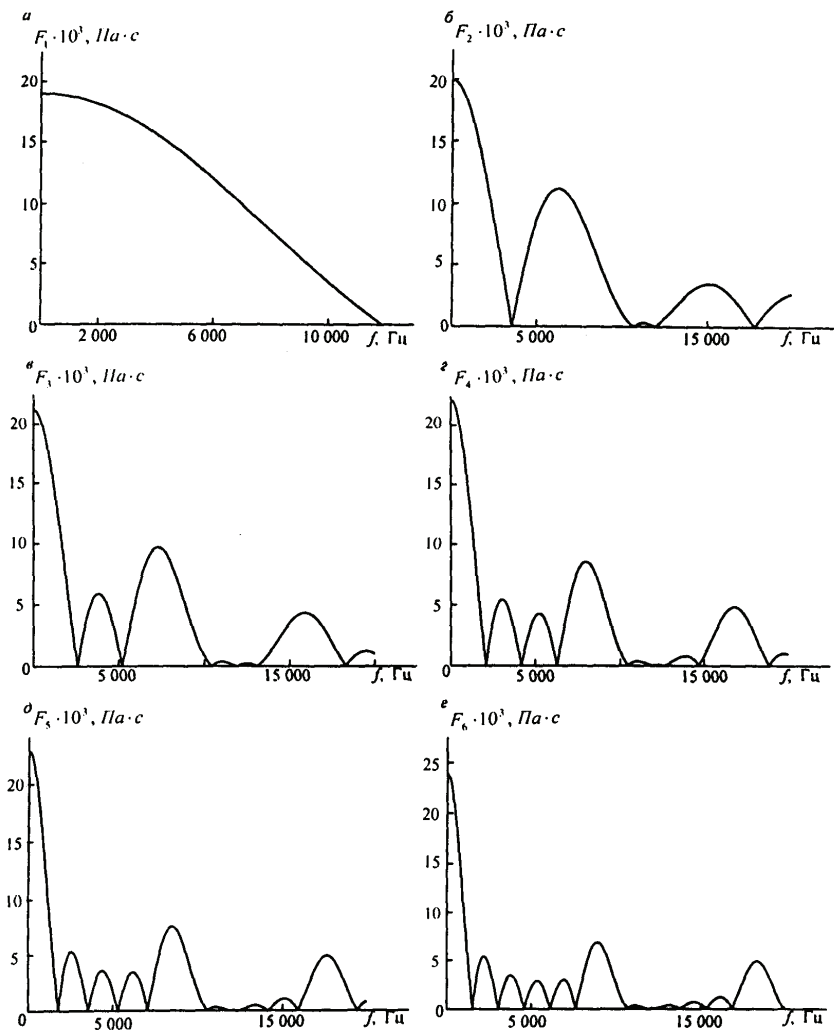 а
F₁ · 10³, Па·с
20
15
10
5
0
2 000
6 000
10 000
f, Гц
б
F₂ · 10³, Па·с
20
15
10
5
0
5 000
15 000
f, Гц
в
F₃ · 10³, Па·с
20
15
10
5
0
5 000
15 000
f, Гц
г
F₄ · 10³, Па·с
20
15
10
5
0
5 000
15 000
f, Гц
д
F₅ · 10³, Па·с
20
10
5
0
5 000
15 000
f, Гц
е
F₆ · 10³, Па·с
25
20
15
10
5
0
5 000
15 000
f, Гц